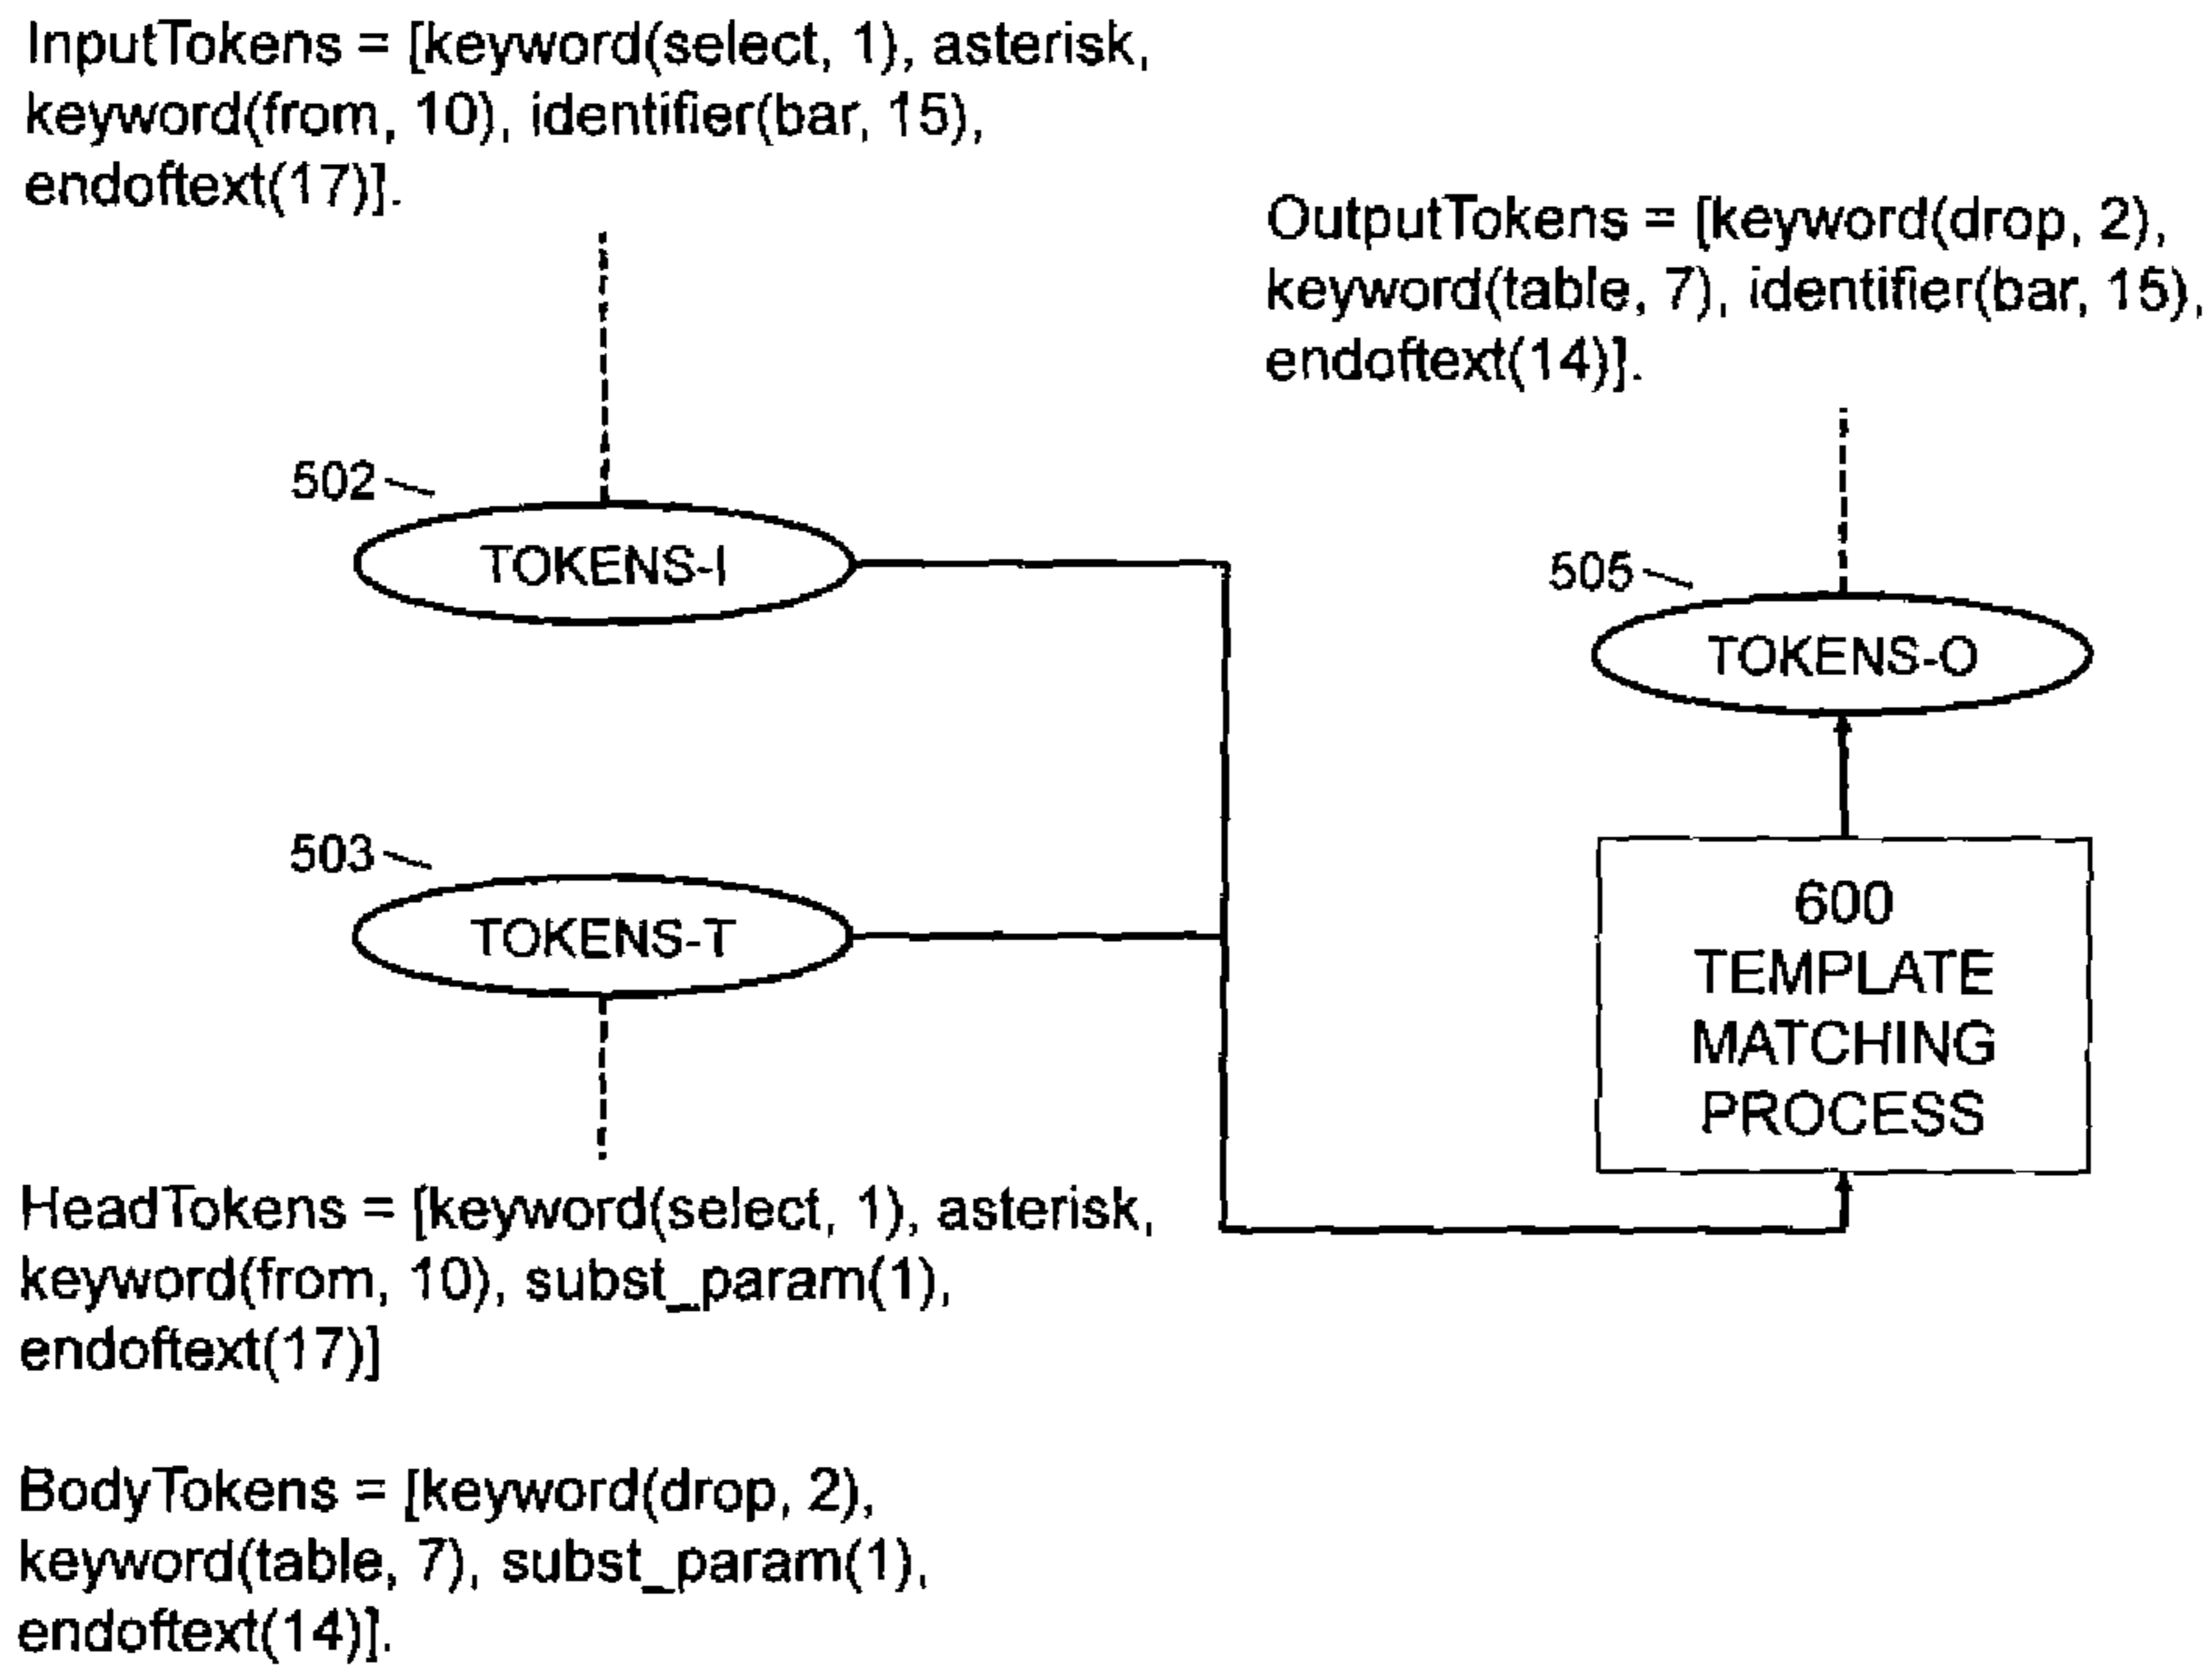 InputTokens = [keyword(select, 1), asterisk,
keyword(from, 10), identifier(bar, 15),
endoftext(17)].
OutputTokens = [keyword(drop, 2),
keyword(table, 7), identifier(bar, 15),
endoftext(14)].
502
TOKENS-I
505
TOKENS-O
503
TOKENS-T
600
TEMPLATE
MATCHING
PROCESS
HeadTokens = [keyword(select, 1), asterisk,
keyword(from, 10), subst_param(1),
endoftext(17)]
BodyTokens = [keyword(drop, 2),
keyword(table, 7), subst_param(1),
endoftext(14)].